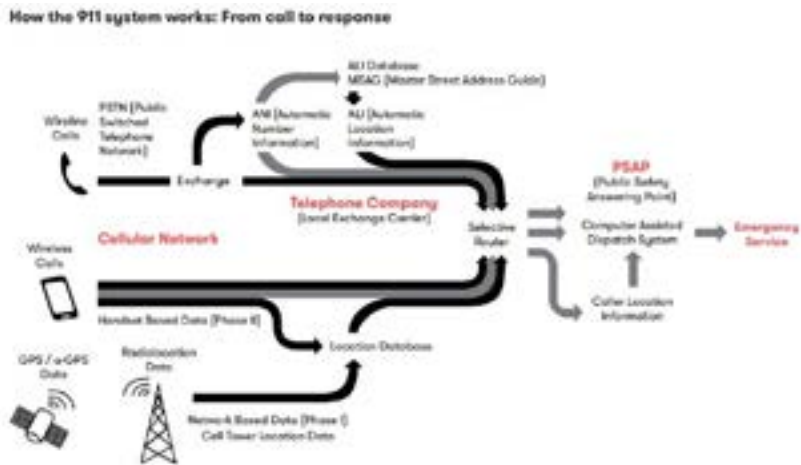 How the 911 system works: From call to response
ALI Database
MSAG (Master Street Address Guide)
Wireline
Calls
PSTN (Public
Switched
Telephone
Network)
ANI (Automatic
Number
Information)
ALI (Automatic
Location
Information)
Exchange
Telephone Company
(Local Exchange Carrier)
PSAP
(Public Safety
Answering Point)
Selective
Router
Computer Assisted
Dispatch System
Emergency
Service
Cellular Network
Wireless
Calls
Caller Location
Information
Handset Based Data (Phase II)
Location Database
GPS / a-GPS
Data
Radiolocation
Data
Network Based Data (Phase I)
Cell Tower Location Data